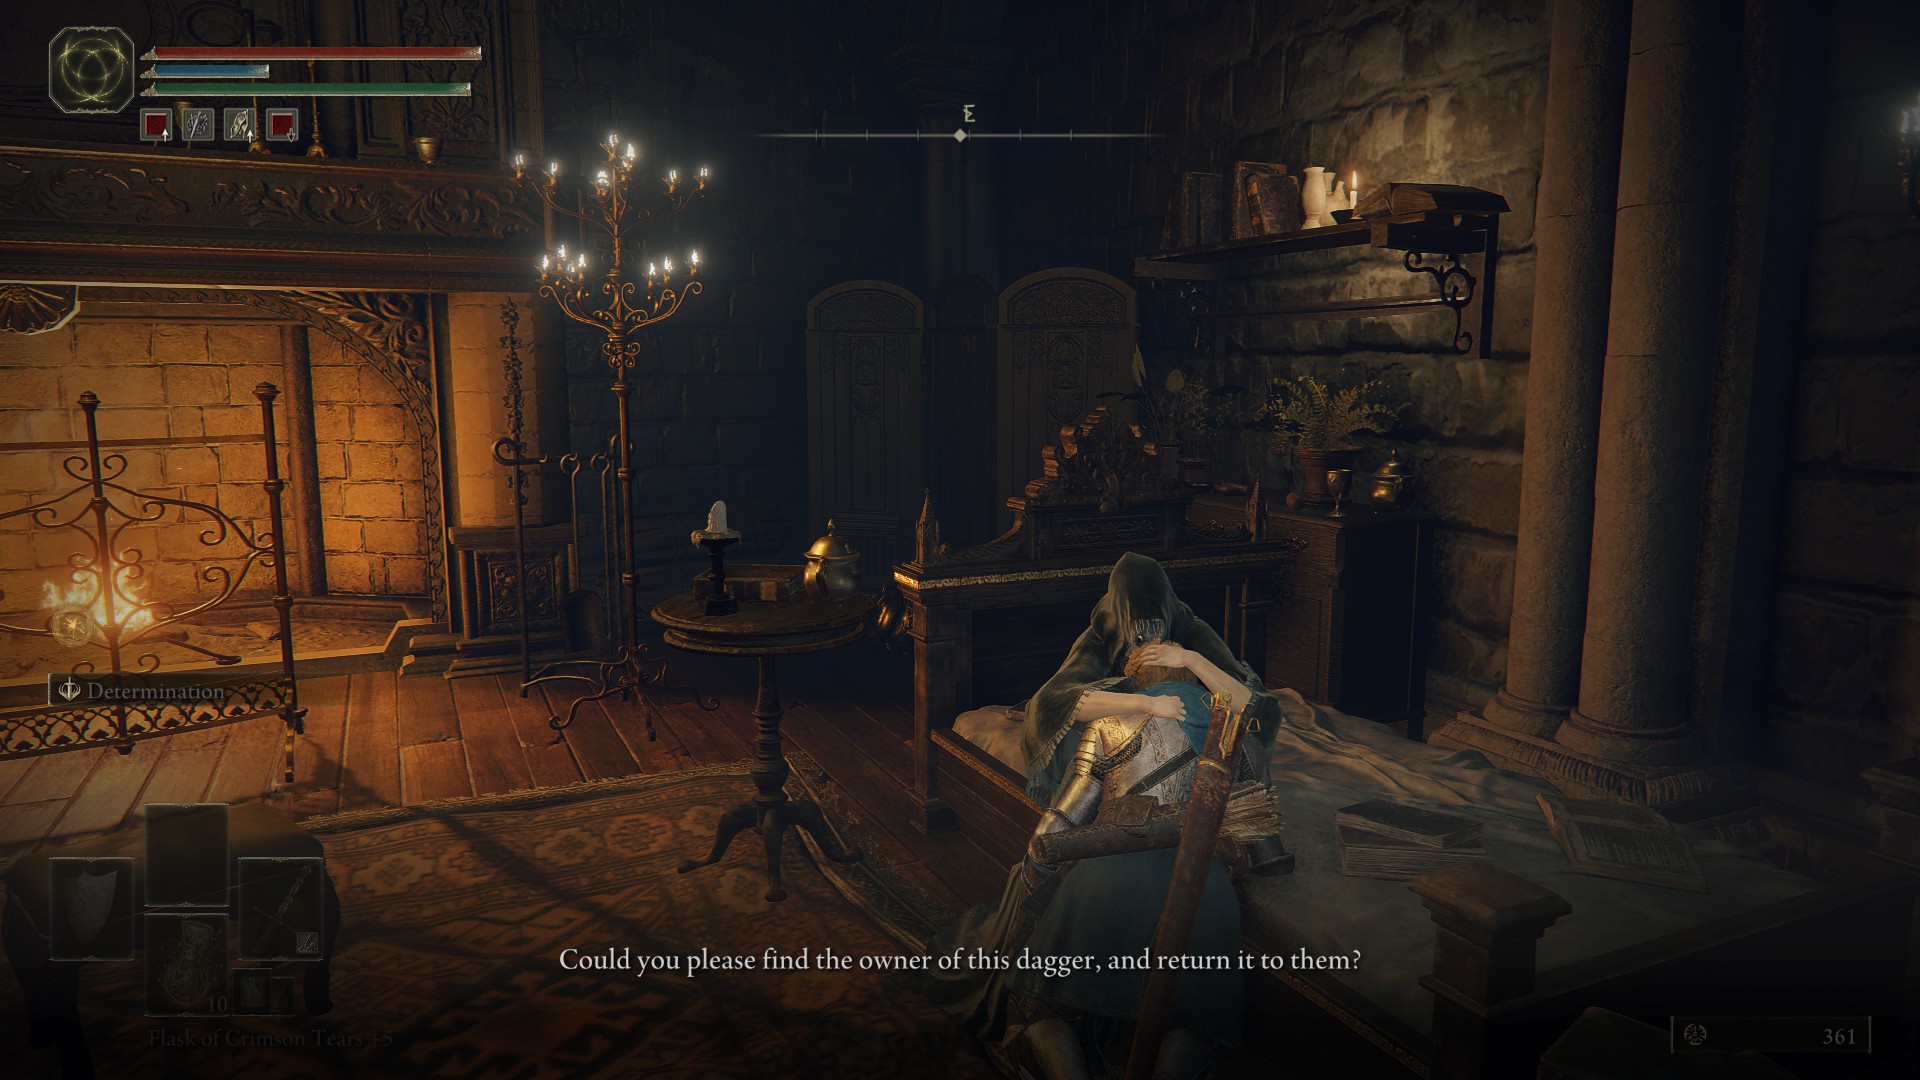 E
Determination
Could you please find the owner of this dagger, and return it to them?
10
Flask of Crimson Tears +5
361